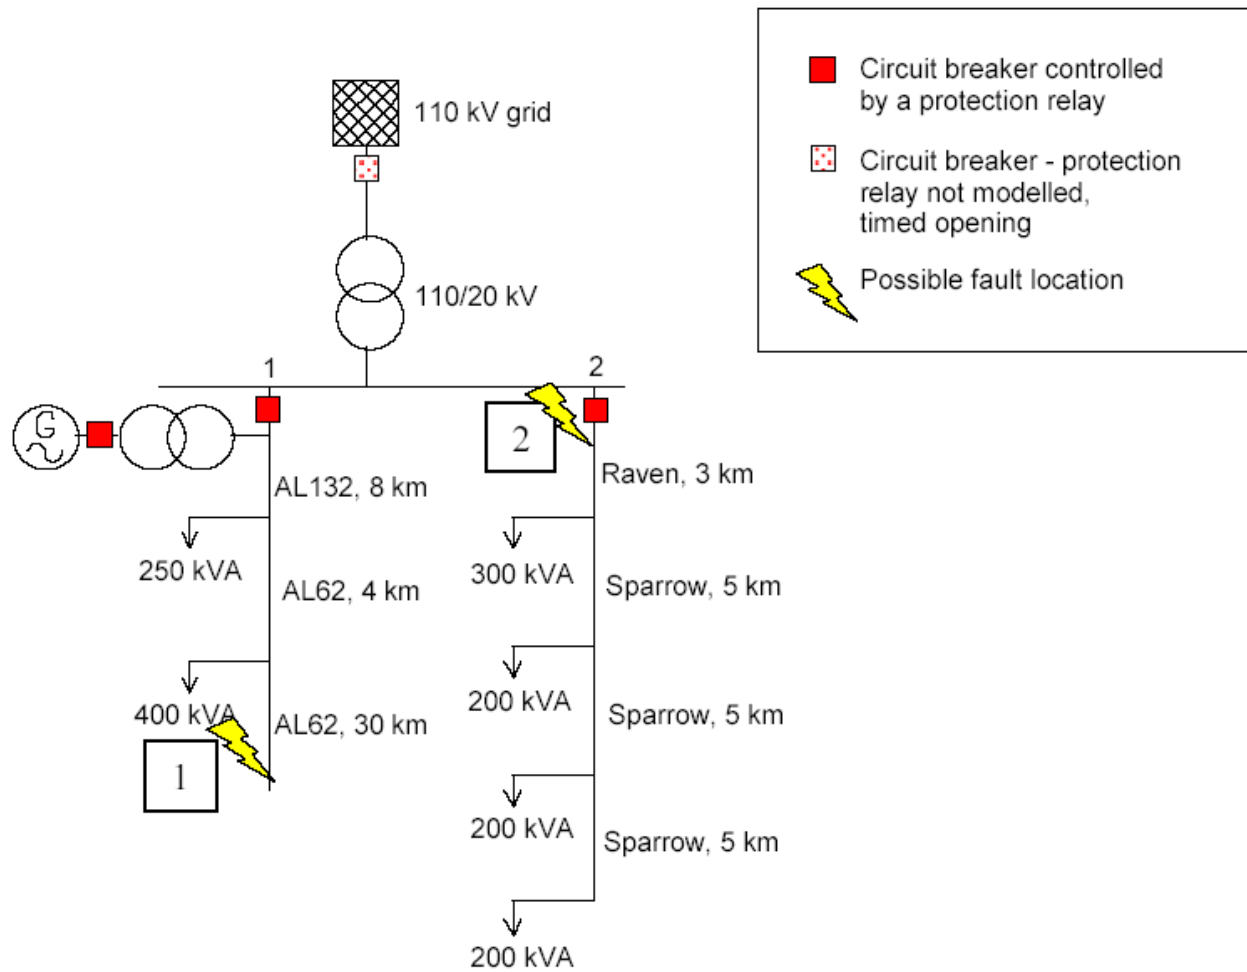 Circuit breaker controlled
by a protection relay
Circuit breaker - protection
relay not modelled,
timed opening
Possible fault location
110 kV grid
110/20 kV
1
2
G
2
AL132, 8 km
Raven, 3 km
250 kVA
300 kVA
AL62, 4 km
Sparrow, 5 km
400 kVA
200 kVA
AL62, 30 km
Sparrow, 5 km
1
200 kVA
Sparrow, 5 km
200 kVA